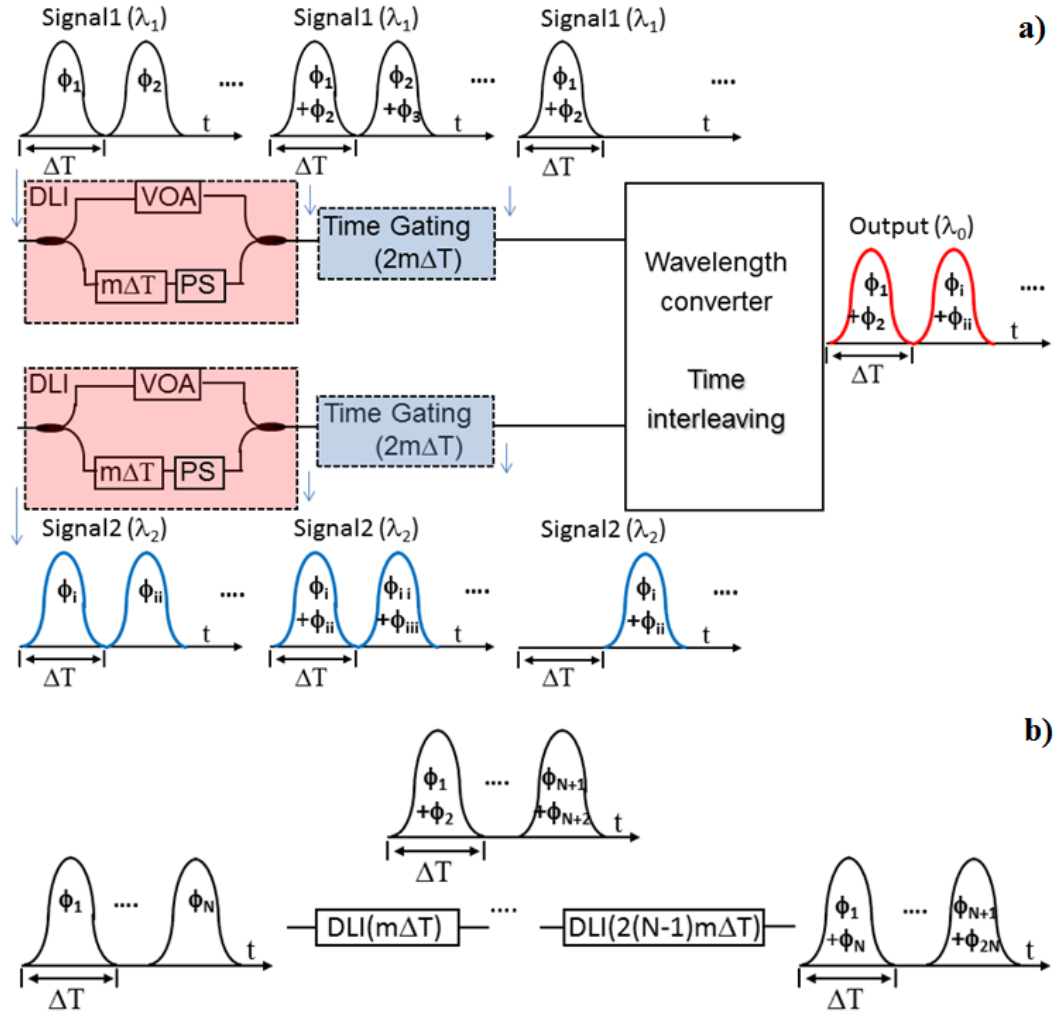 Signal1 (λ₁) Signal1 (λ₁) Signal1 (λ₁) a)
ϕ₁ ϕ₂ .... ϕ₁ ϕ₂ .... ϕ₁ ....
+ϕ₂ +ϕ₃ +ϕ₂
t t t
ΔT ΔT ΔT
DLI VOA
mΔT PS
Time Gating
(2mΔT)
Wavelength
converter
Time
interleaving
Output (λ₀)
ϕ₁ ϕᵢ ....
+ϕ₂ +ϕᵢᵢ
t
ΔT
DLI VOA
mΔT PS
Time Gating
(2mΔT)
Signal2 (λ₂) Signal2 (λ₂) Signal2 (λ₂)
ϕᵢ ϕᵢᵢ .... ϕᵢ ϕᵢ ᵢ .... ϕᵢ ....
+ϕᵢᵢ +ϕᵢᵢᵢ +ϕᵢᵢ
t t t
ΔT ΔT ΔT
b)
ϕ₁ .... ϕN+1
+ϕ₂ +ϕN+2
t
ΔT
ϕ₁ .... ϕN
t
ΔT
DLI(mΔT) .... DLI(2(N-1)mΔT)
ϕ₁ .... ϕN+1
+ϕN +ϕ2N
t
ΔT